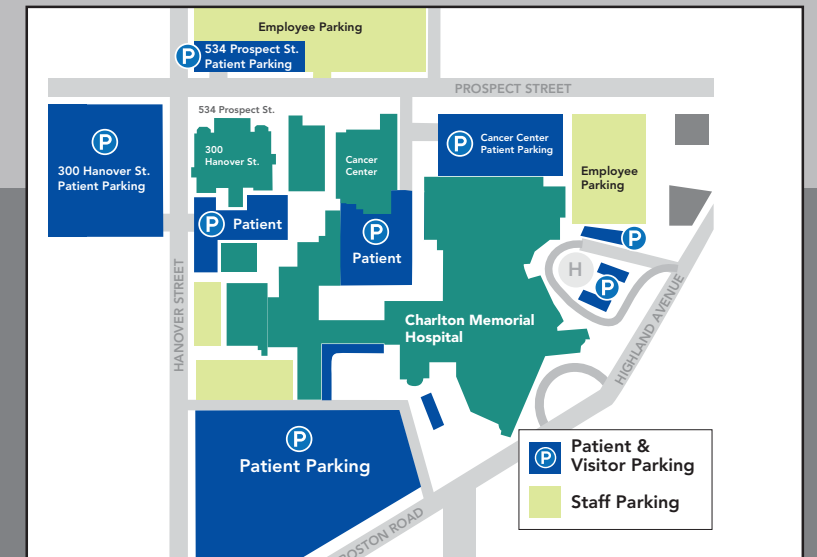 Employee Parking
P
534 Prospect St.
Patient Parking
PROSPECT STREET
534 Prospect St.
P
300 Hanover St.
Patient Parking
300
Hanover St.
Cancer
Center
P
Cancer Center
Patient Parking
Employee
Parking
P
Patient
P
Patient
P
H
P
HANOVER STREET
Charlton Memorial
Hospital
HIGHLAND AVENUE
P
Patient Parking
BOSTON ROAD
P
Patient &
Visitor Parking
Staff Parking